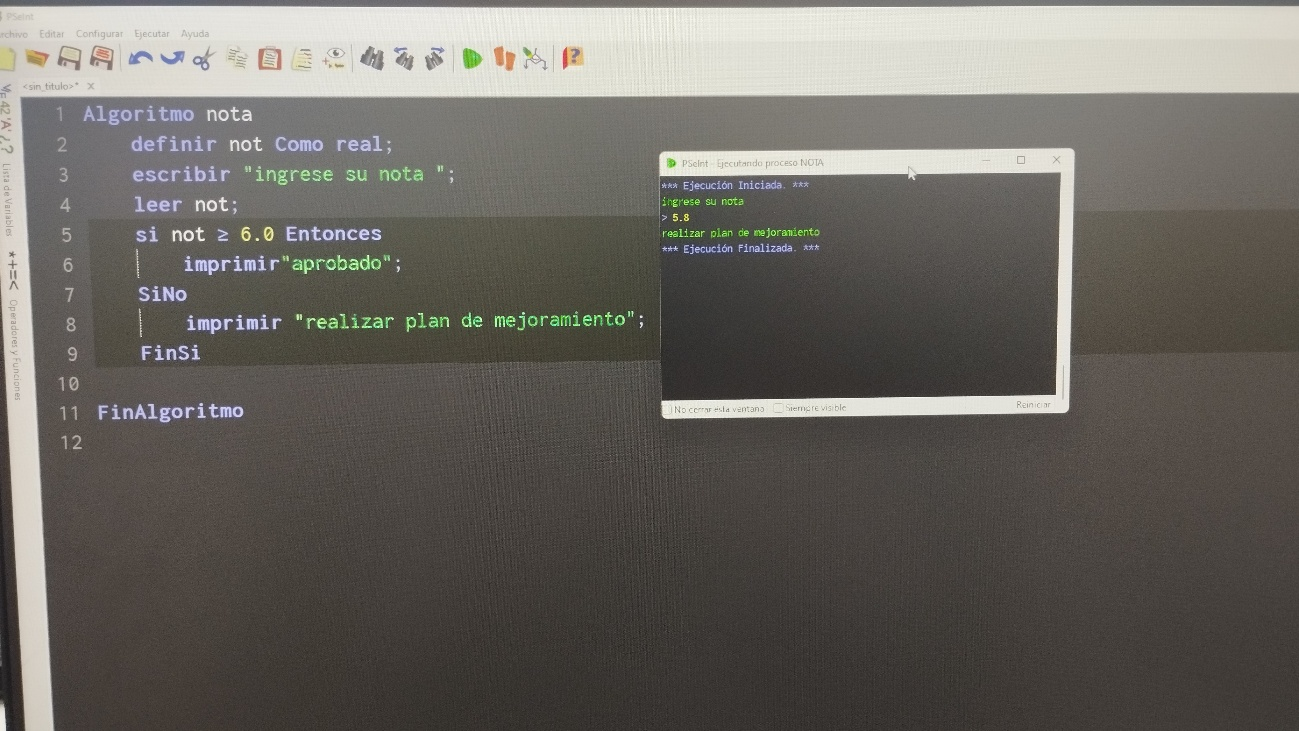 PSeInt
rchivo Editar Configurar Ejecutar Ayuda
<sin_titulo>* X
Lista de Variables
*+=<
Operadores y Funciones
1 Algoritmo nota
2 definir not Como real;
3 escribir "ingrese su nota ";
4 leer not;
5 si not ≥ 6.0 Entonces
6 imprimir"aprobado";
7 SiNo
8 imprimir "realizar plan de mejoramiento";
9 FinSi
10
11 FinAlgoritmo
12
PSeInt - Ejecutando proceso NOTA
*** Ejecución Iniciada. ***
ingrese su nota
> 5.8
realizar plan de mejoramiento
*** Ejecución Finalizada. ***
No cerrar esta ventana Siempre visible Reiniciar